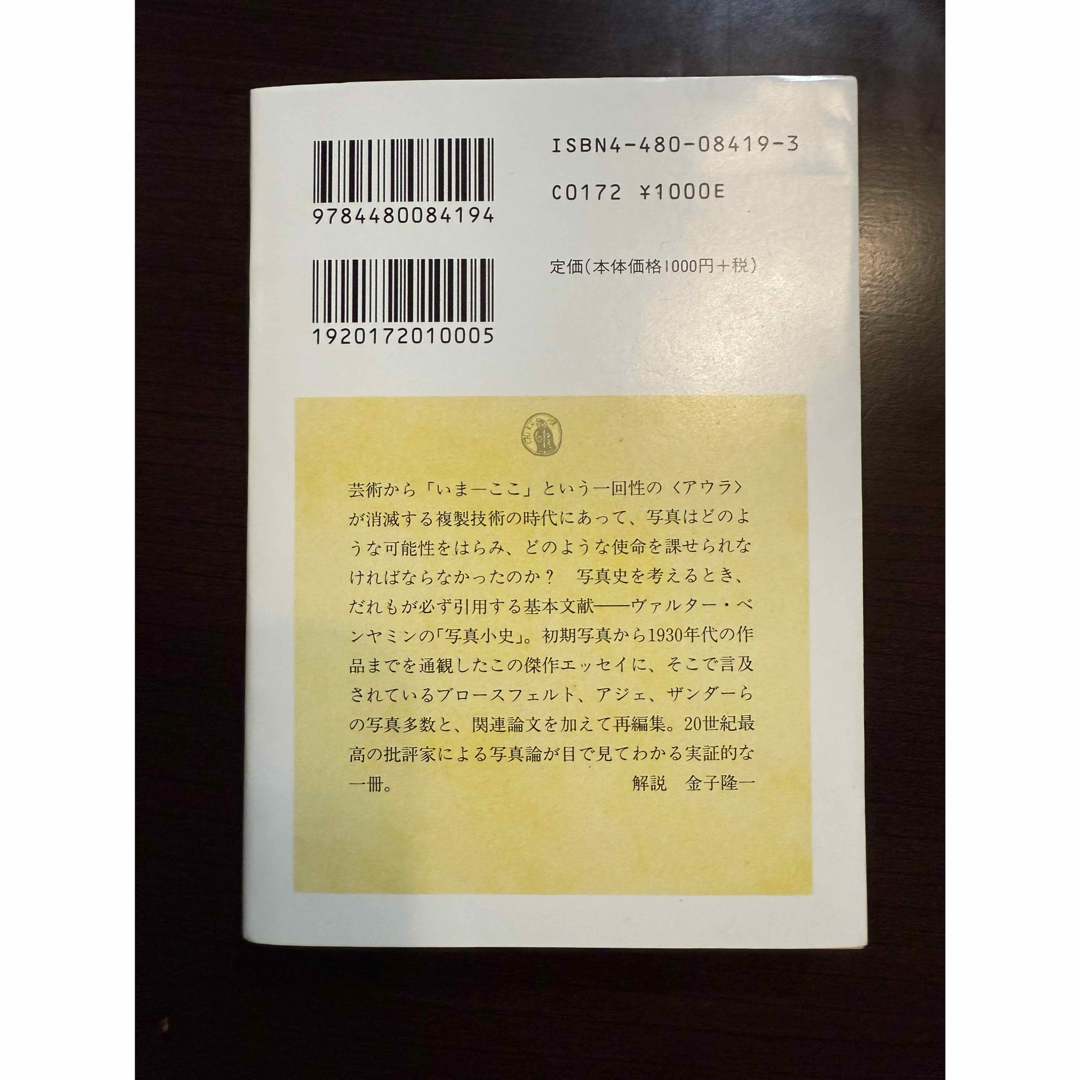 9784480084194
ISBN4-480-08419-3
C0172 ¥1000E
1920172010005
定価(本体価格1000円+税)
芸術から「いま―ここ」という一回性の〈アウラ〉
が消滅する複製技術の時代にあって、写真はどのよ
うな可能性をはらみ、どのような使命を課せられな
ければならなかったのか？　写真史を考えるとき、
だれもが必ず引用する基本文献――ヴァルター・ベ
ンヤミンの「写真小史」。初期写真から1930年代の作
品までを通観したこの傑作エッセイに、そこで言及
されているブロースフェルト、アジェ、ザンダーら
の写真多数と、関連論文を加えて再編集。20世紀最
高の批評家による写真論が目で見てわかる実証的な
一冊。　解説　金子隆一